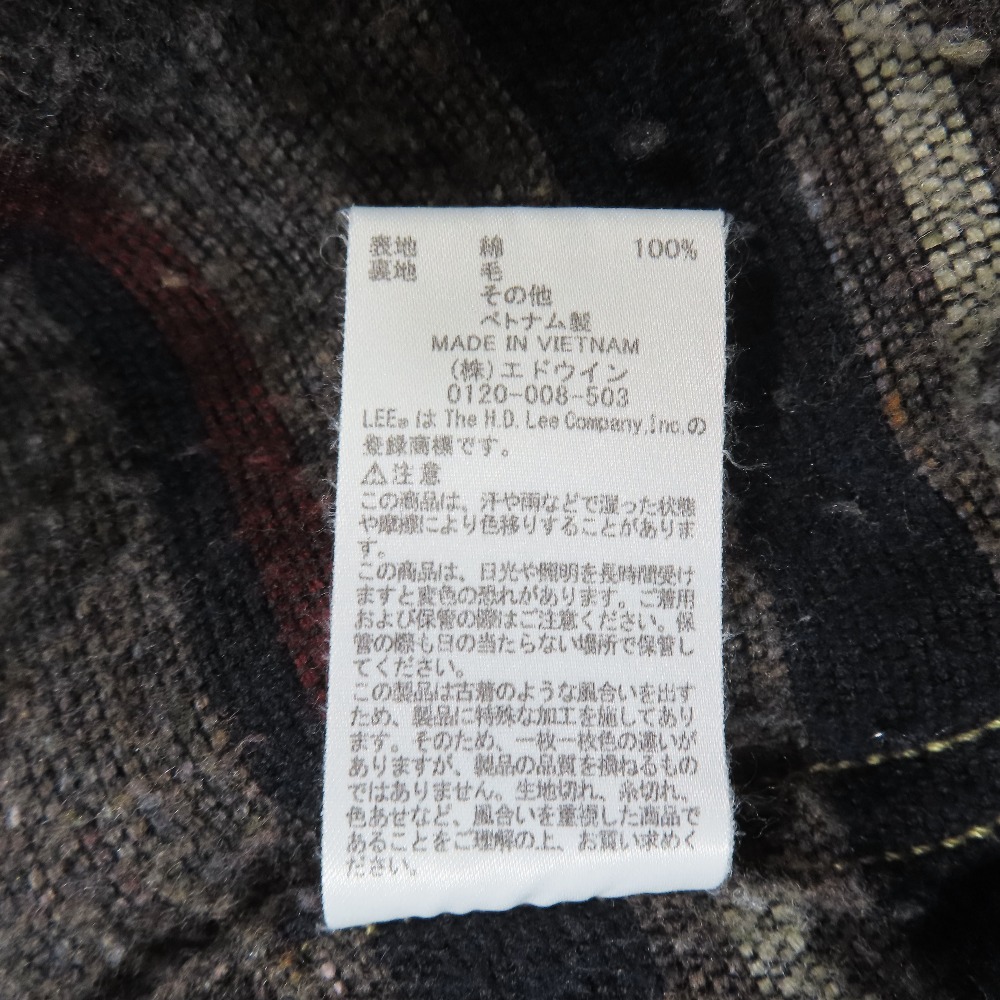 表地 綿 100%
裏地 毛
その他
ベトナム製
MADE IN VIETNAM
(株)エドウイン
0120-008-503
LEE®は The H.D. Lee Company,Inc.の
登録商標です。
⚠注意
この商品は、汗や雨などで湿った状態
や摩擦により色移りすることがありま
す。
この商品は、日光や照明を長時間受け
ますと変色の恐れがあります。ご着用
および保管の際はご注意ください。保
管の際も日の当たらない場所で保管し
てください。
この製品は古着のような風合いを出す
ため、製品に特殊な加工を施してあり
ます。そのため、一枚一枚色の違いが
ありますが、製品の品質を損ねるもの
ではありません。生地切れ、糸切れ、
色あせなど、風合いを重視した商品で
あることをご理解の上、お買い求めく
ださい。